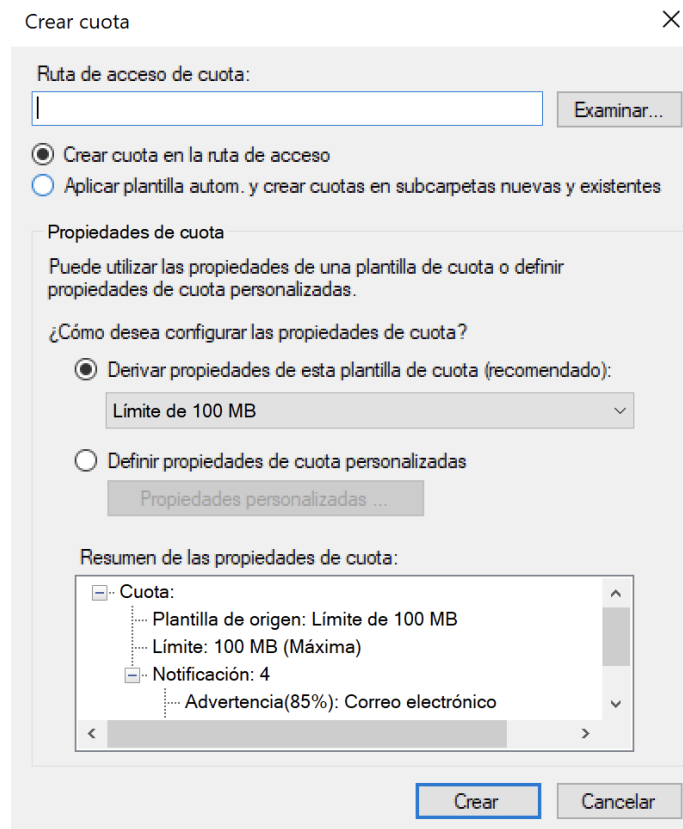 Crear cuota
Ruta de acceso de cuota:
Examinar...
Crear cuota en la ruta de acceso
Aplicar plantilla autom. y crear cuotas en subcarpetas nuevas y existentes
Propiedades de cuota
Puede utilizar las propiedades de una plantilla de cuota o definir
propiedades de cuota personalizadas.
¿Cómo desea configurar las propiedades de cuota?
Derivar propiedades de esta plantilla de cuota (recomendado):
Límite de 100 MB
Definir propiedades de cuota personalizadas
Propiedades personalizadas ...
Resumen de las propiedades de cuota:
Cuota:
Plantilla de origen: Límite de 100 MB
Límite: 100 MB (Máxima)
Notificación: 4
Advertencia(85%): Correo electrónico
Crear
Cancelar